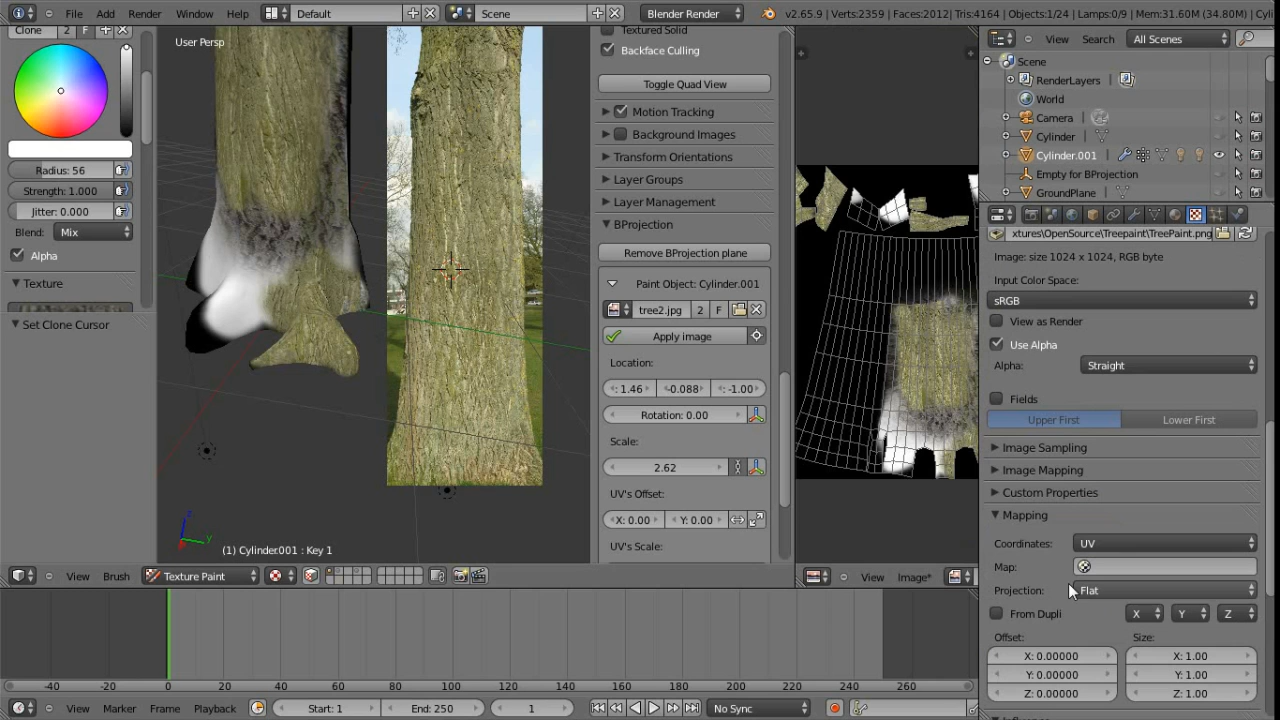 File Add Render Window Help Default Scene Blender Render v2.65.9 | Verts:2359 | Faces:2012 | Tris:4164 | Objects:1/24 | Lamps:0/9 | Mem:31.60M (34.80M) | Cyli
Clone 2 F
Radius: 56
Strength: 1.000
Jitter: 0.000
Blend: Mix
Alpha
Texture
Set Clone Cursor
User Persp
(1) Cylinder.001 : Key 1
View Brush Texture Paint
Textured Solid
Backface Culling
Toggle Quad View
Motion Tracking
Background Images
Transform Orientations
Layer Groups
Layer Management
BProjection
Remove BProjection plane
Paint Object: Cylinder.001
tree2.jpg 2 F
Apply image
Location:
: 1.46 -0.088 : -1.00
Rotation: 0.00
Scale:
2.62
UV's Offset:
X: 0.00 Y: 0.00
UV's Scale:
View Image*
View Search All Scenes
Scene
RenderLayers
World
Camera
Cylinder
Cylinder.001
Empty for BProjection
GroundPlane
xtures\OpenSource\Treepaint\TreePaint.png
Image: size 1024 x 1024, RGB byte
Input Color Space:
sRGB
View as Render
Use Alpha
Alpha: Straight
Fields
Upper First Lower First
Image Sampling
Image Mapping
Custom Properties
Mapping
Coordinates: UV
Map:
Projection: Flat
From Dupli X Y Z
Offset: Size:
X: 0.00000 X: 1.00
Y: 0.00000 Y: 1.00
Z: 0.00000 Z: 1.00
-40 -20 0 20 40 60 80 100 120 140 160 180 200 220 240 260
View Marker Frame Playback Start: 1 End: 250 1 No Sync